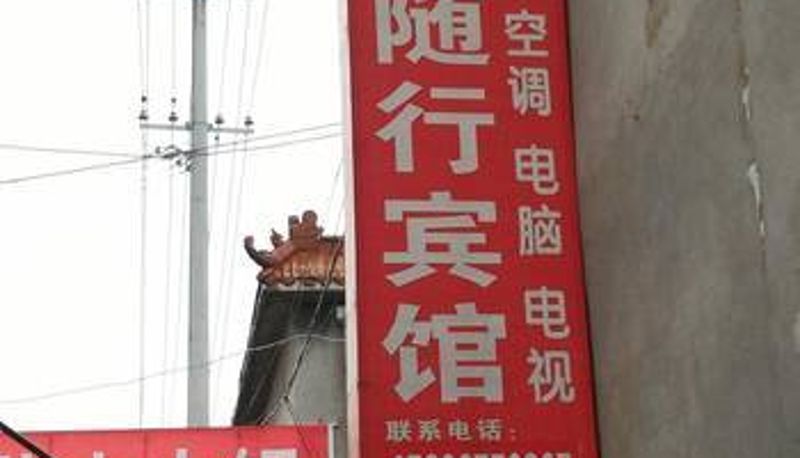 随行宾馆
空调 电脑 电视
联系电话: